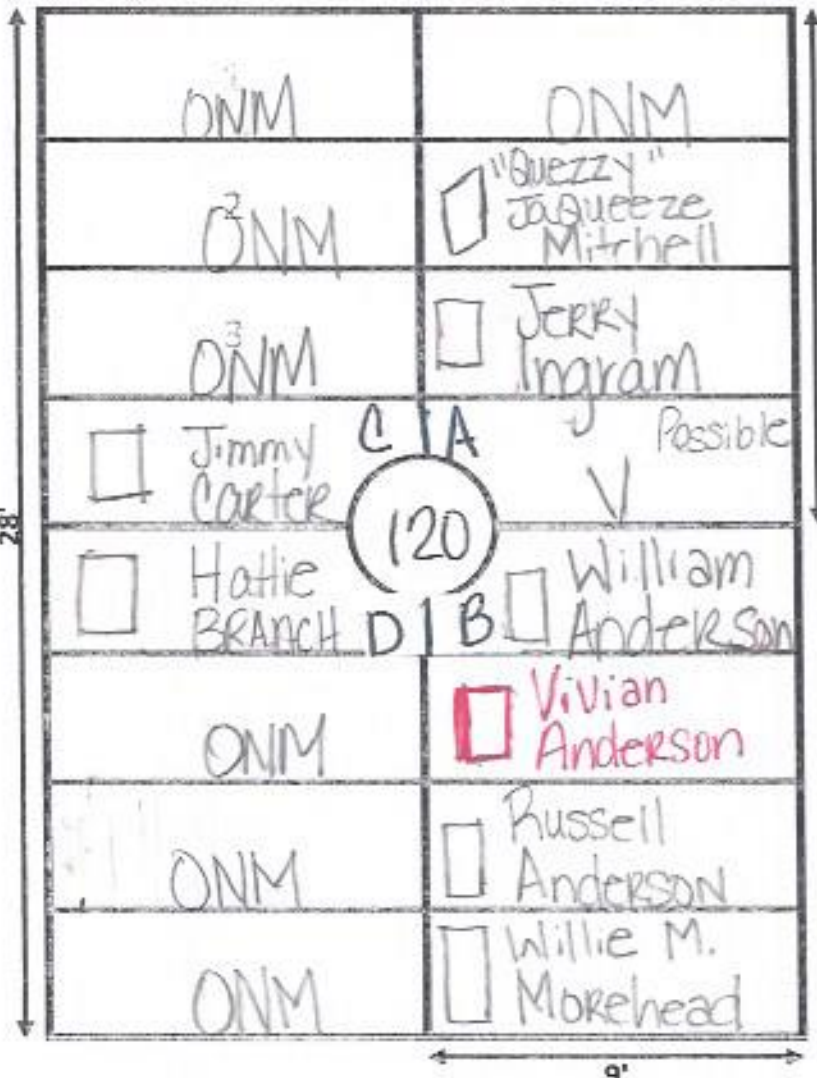 ONM
ONM
2
ONM
"Quezzy"
JaQueeze
Mitchell
3
ONM
Jerry
Ingram
Jimmy
Carter
C | A
Possible
V
120
28'
Hattie
BRANCH
D | B
William
Anderson
ONM
Vivian
Anderson
ONM
Russell
Anderson
ONM
Willie M.
Morehead
9'